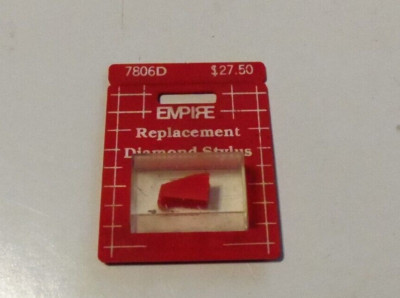 7806D $27.50
EMPIRE
Replacement
Diamond Stylus